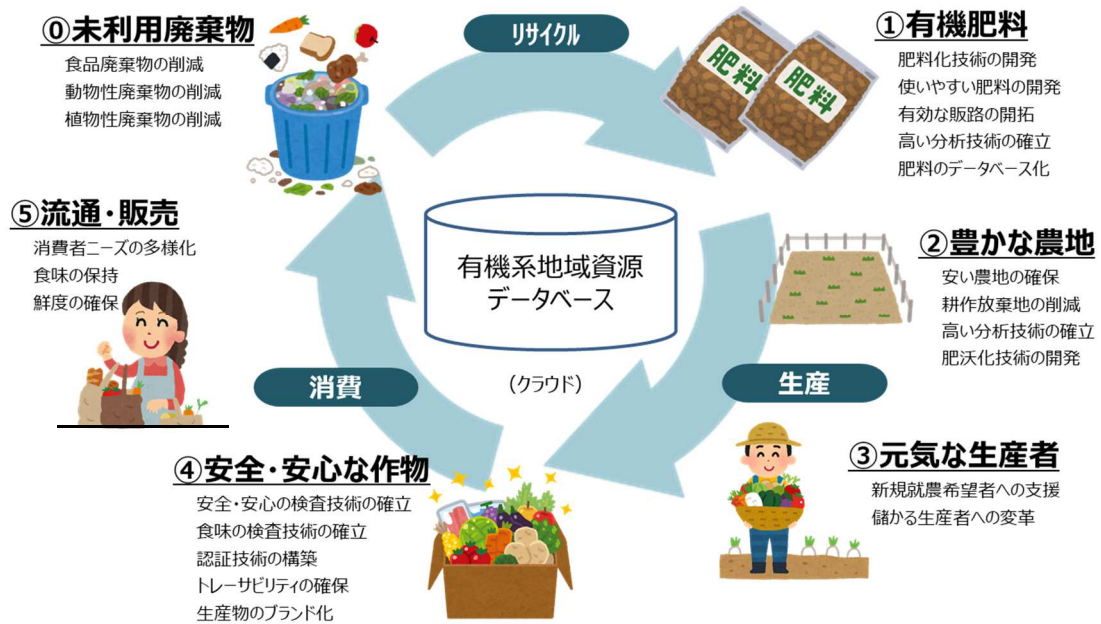 ⓪未利用廃棄物
食品廃棄物の削減
動物性廃棄物の削減
植物性廃棄物の削減
リサイクル
①有機肥料
肥料化技術の開発
使いやすい肥料の開発
有効な販路の開拓
高い分析技術の確立
肥料のデータベース化
肥料
肥料
②豊かな農地
安い農地の確保
耕作放棄地の削減
高い分析技術の確立
肥沃化技術の開発
生産
③元気な生産者
新規就農希望者への支援
儲かる生産者への変革
④安全・安心な作物
安全・安心の検査技術の確立
食味の検査技術の確立
認証技術の構築
トレーサビリティの確保
生産物のブランド化
消費
⑤流通・販売
消費者ニーズの多様化
食味の保持
鮮度の確保
有機系地域資源
データベース
（クラウド）